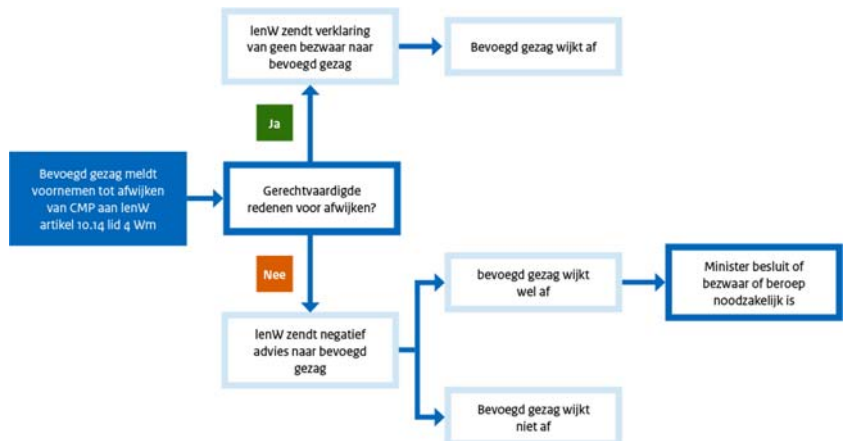 IenW zendt verklaring
van geen bezwaar naar
bevoegd gezag
Bevoegd gezag wijkt af
Ja
Bevoegd gezag meldt
voornemen tot afwijken
van CMP aan IenW
artikel 10.14 lid 4 Wm
Gerechtvaardigde
redenen voor afwijken?
Nee
bevoegd gezag wijkt
wel af
Minister besluit of
bezwaar of beroep
noodzakelijk is
IenW zendt negatief
advies naar bevoegd
gezag
Bevoegd gezag wijkt
niet af